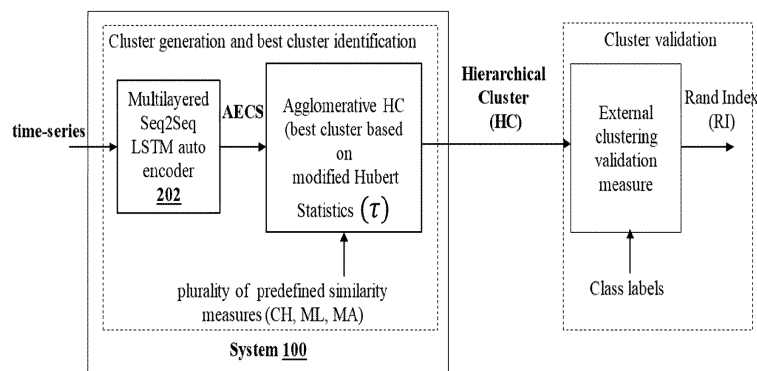 Cluster generation and best cluster identification
Cluster validation
time-series
Multilayered
Seq2Seq
LSTM auto
encoder
202
AECS
Agglomerative HC
(best cluster based
on
modified Hubert
Statistics (τ)
plurality of predefined similarity
measures (CH, ML, MA)
System 100
Hierarchical
Cluster
(HC)
External
clustering
validation
measure
Rand Index
(RI)
Class labels